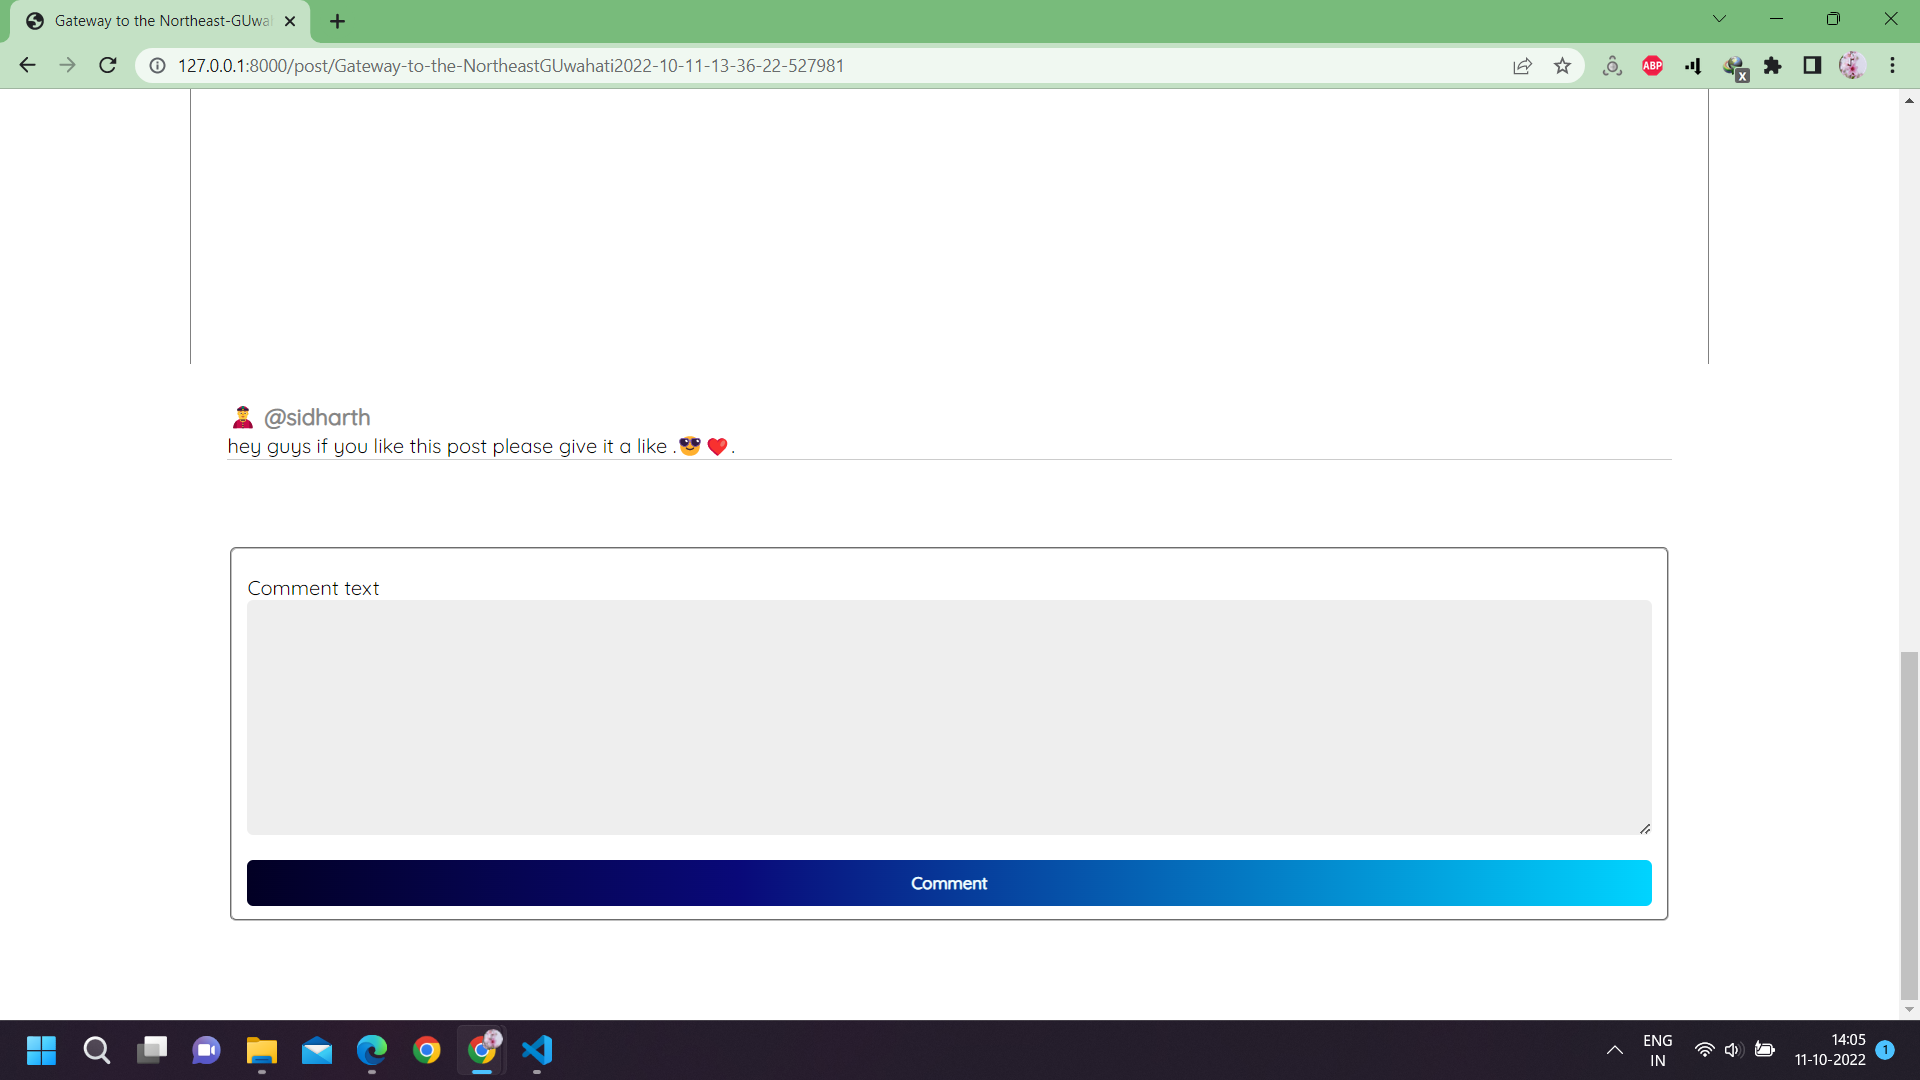 Gateway to the Northeast-GUwa
127.0.0.1:8000/post/Gateway-to-the-NortheastGUwahati2022-10-11-13-36-22-527981
ABP
X
@sidharth
hey guys if you like this post please give it a like .😎 ❤️.
Comment text
Comment
ENG
IN
14:05
11-10-2022
1